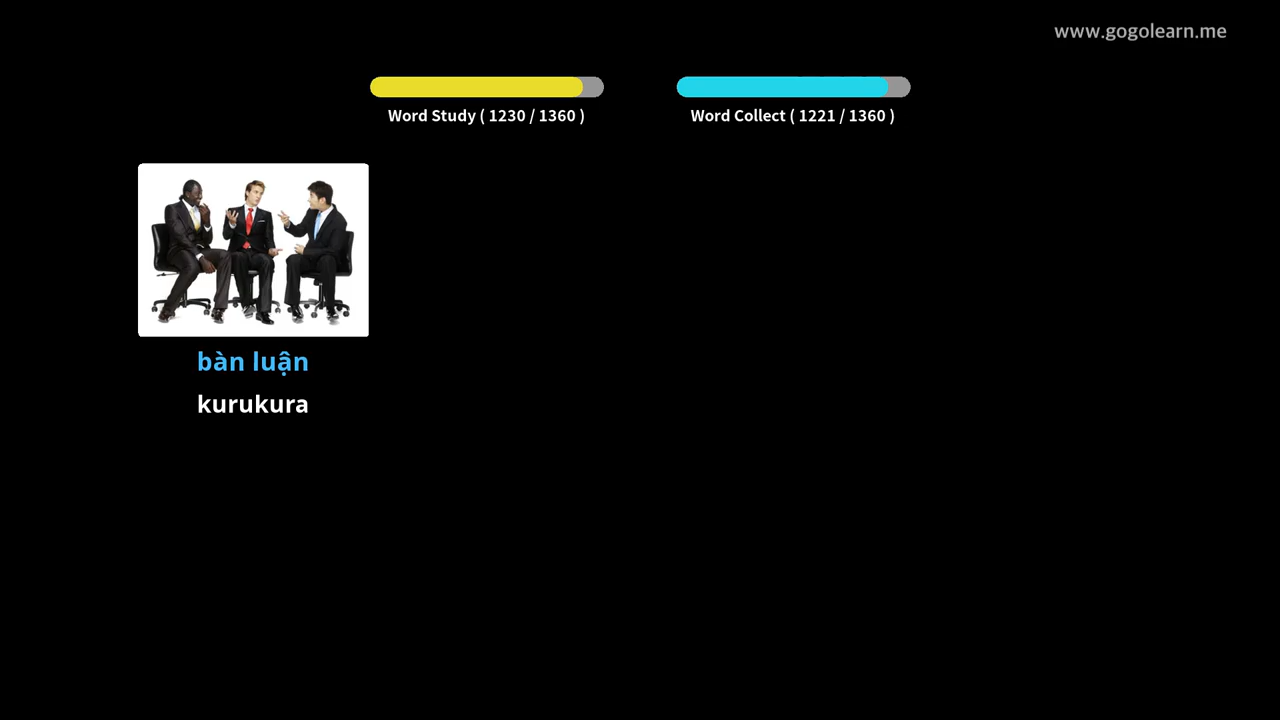 www.gogolearn.me
Word Study ( 1230 / 1360 )
Word Collect ( 1221 / 1360 )
bàn luận
kurukura